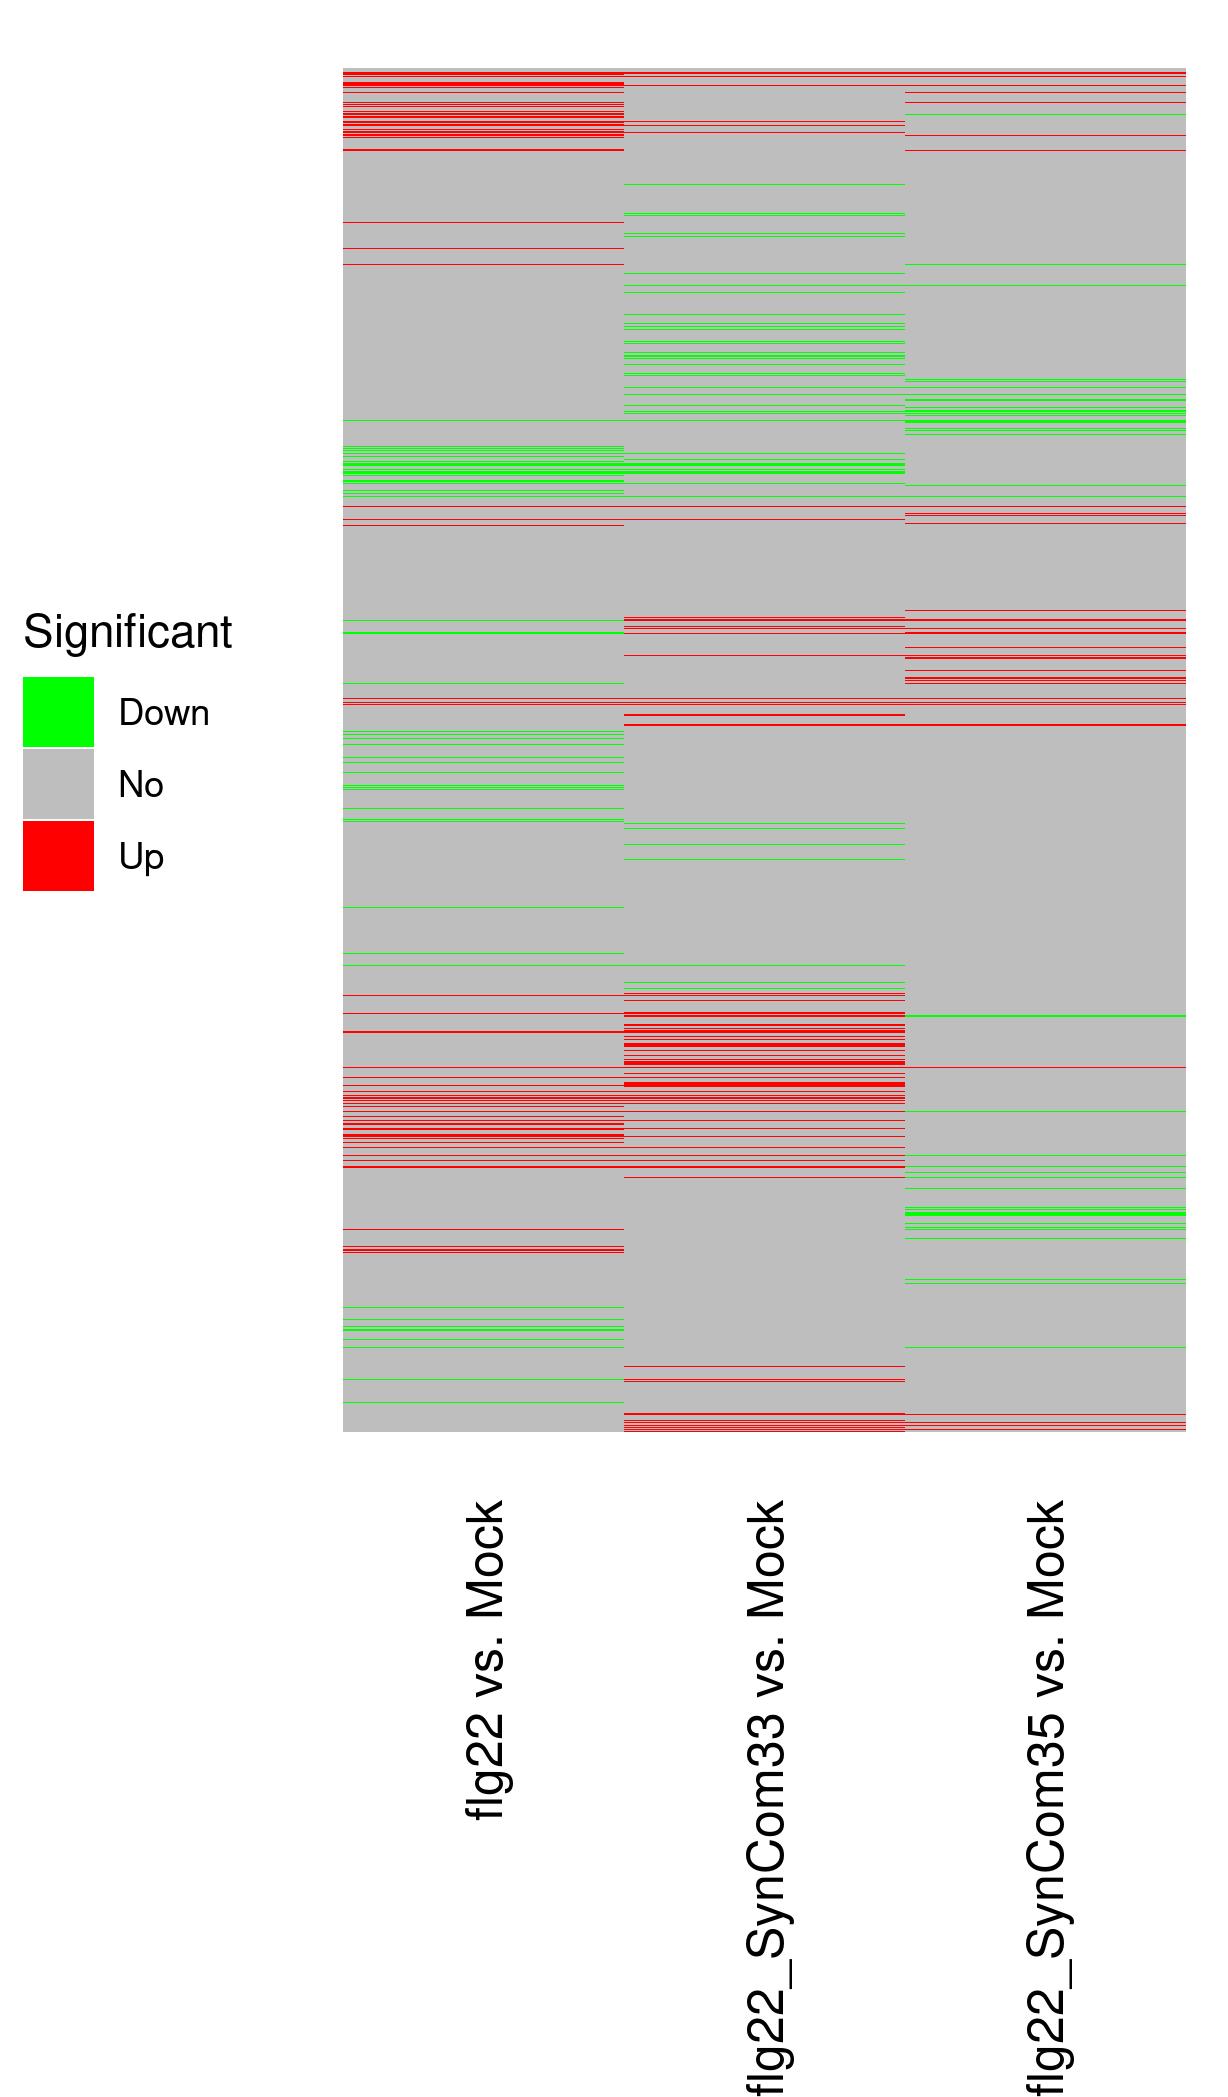 Significant
Down
No
Up
flg22 vs. Mock
flg22_SynCom33 vs. Mock
flg22_SynCom35 vs. Mock